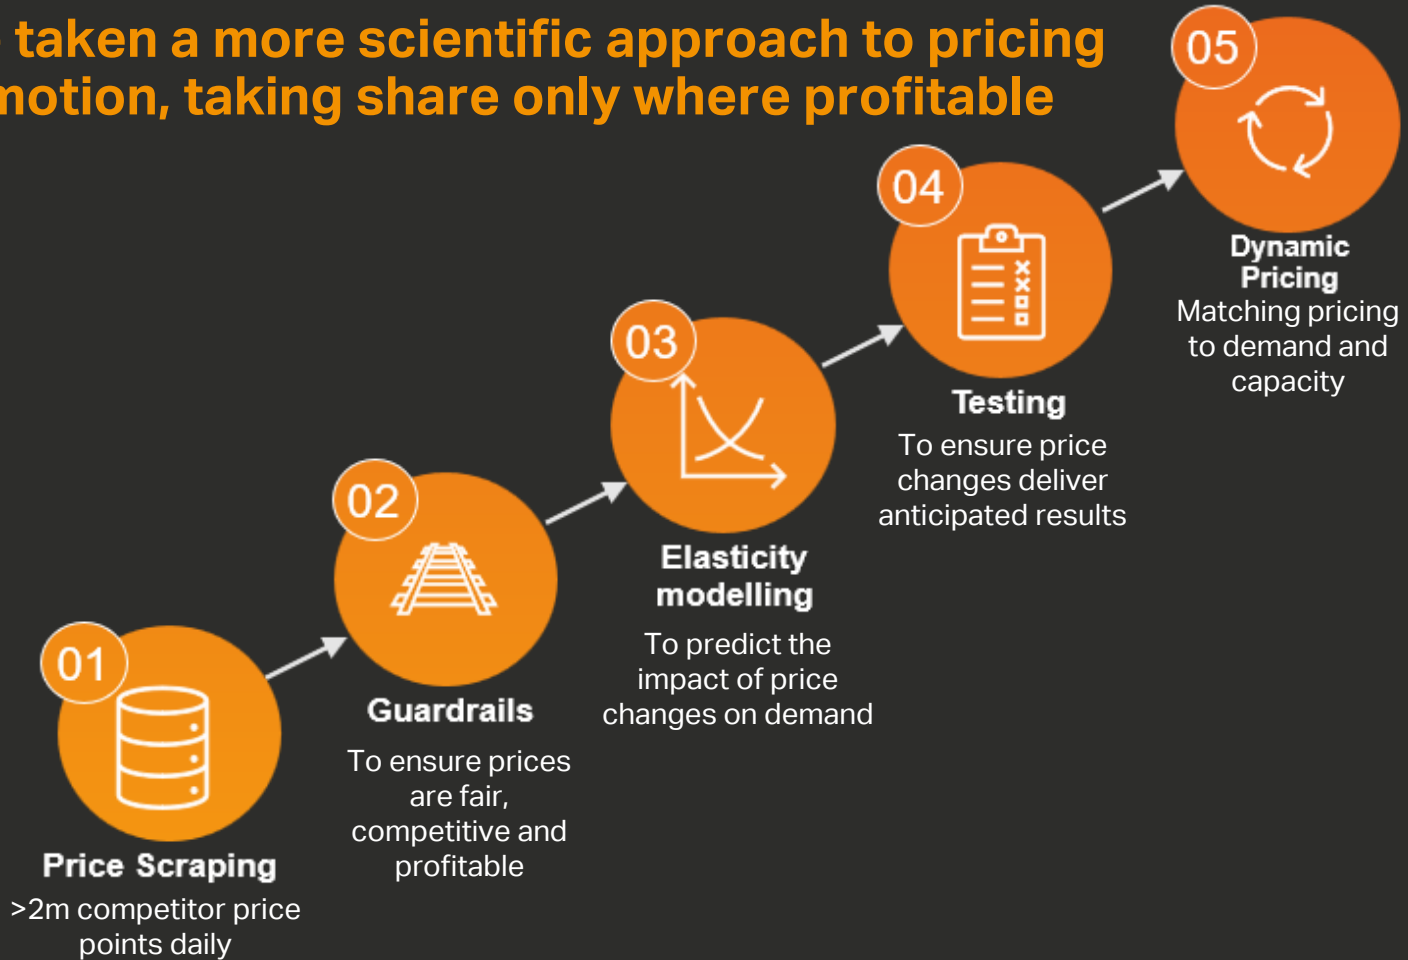 taken a more scientific approach to pricing
motion, taking share only where profitable
01
Price Scraping
>2m competitor price
points daily
02
Guardrails
To ensure prices
are fair,
competitive and
profitable
03
Elasticity
modelling
To predict the
impact of price
changes on demand
04
Testing
To ensure price
changes deliver
anticipated results
05
Dynamic
Pricing
Matching pricing
to demand and
capacity